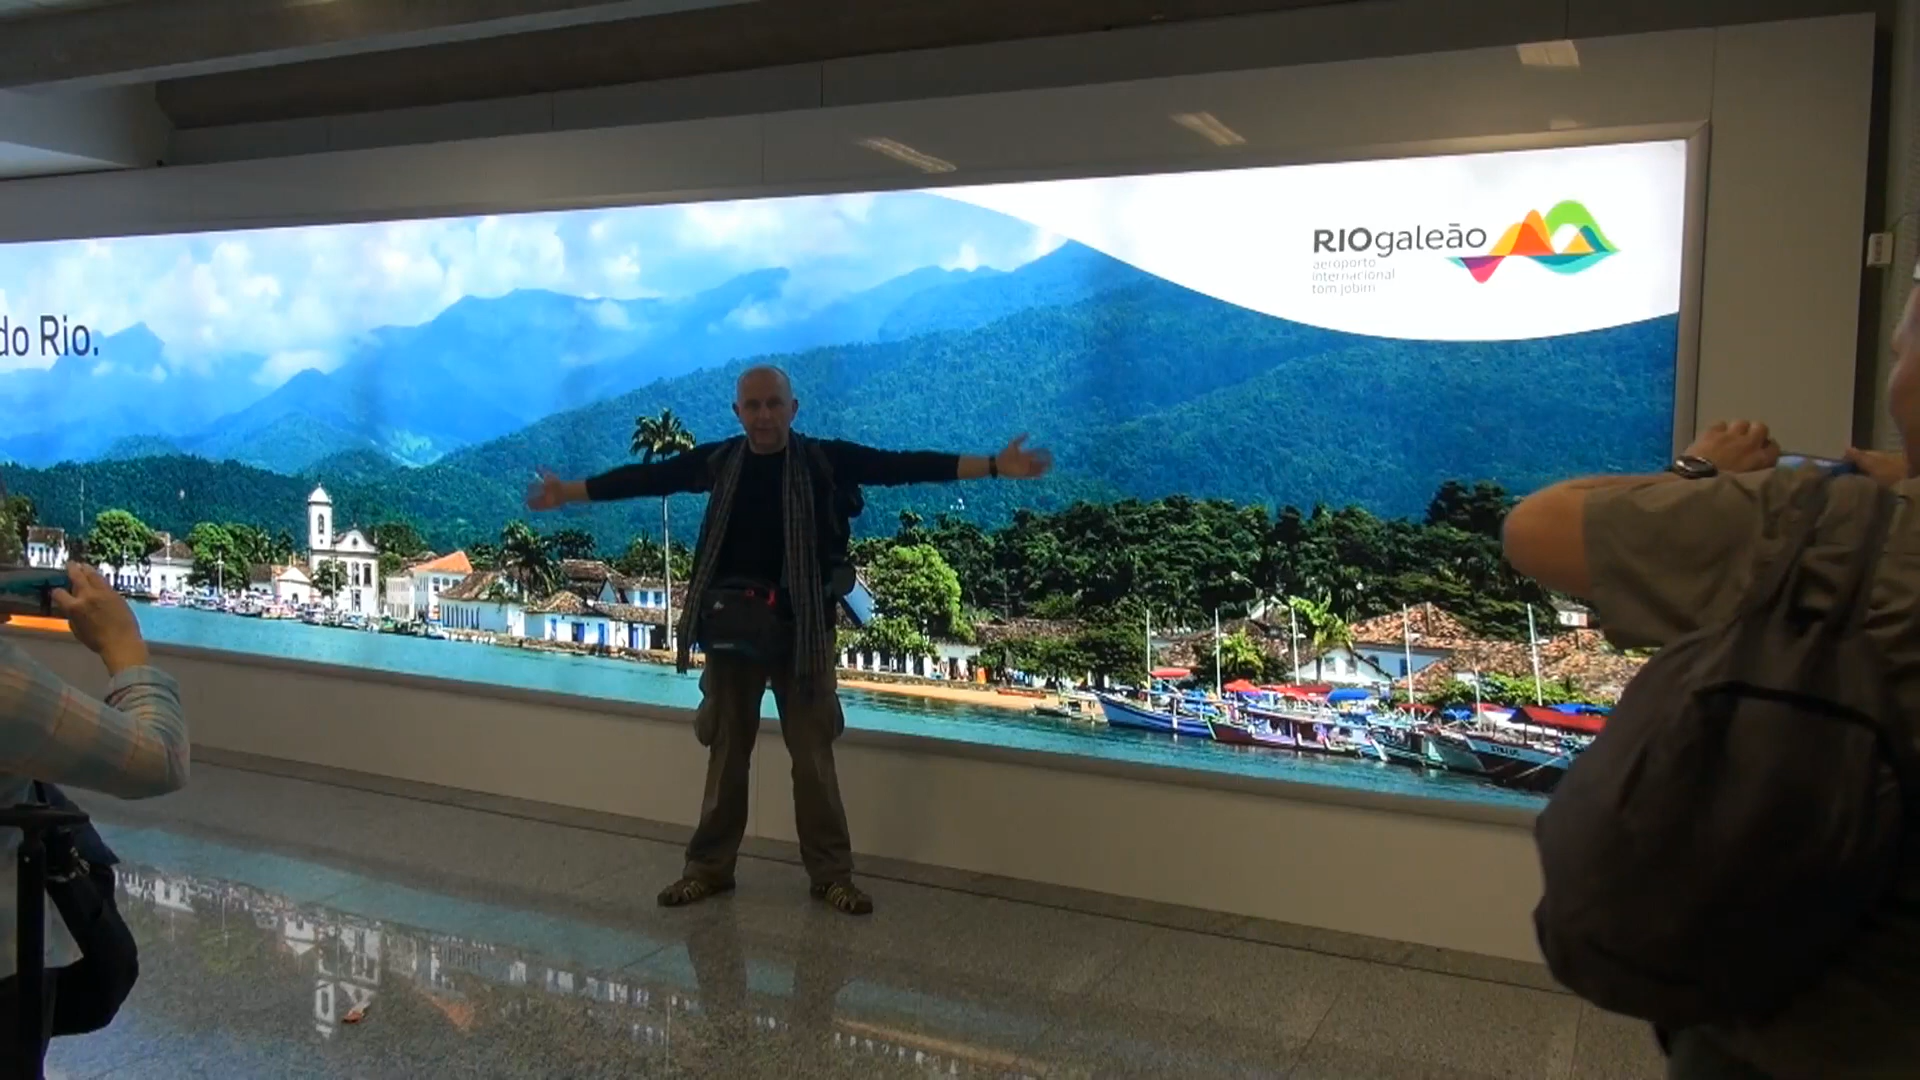 do Rio.
RIOgaleão
aeroporto
internacional
tom jobim